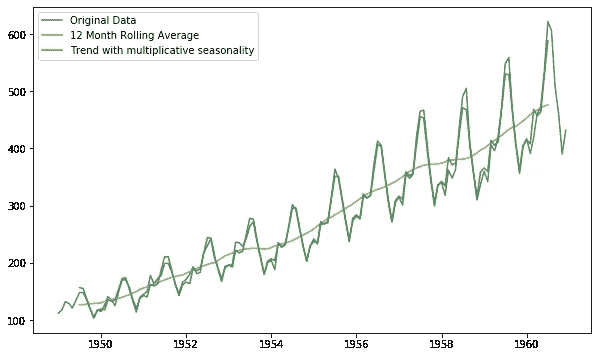 Original Data
12 Month Rolling Average
Trend with multiplicative seasonality
600
500
400
300
200
100
1950 1952 1954 1956 1958 1960